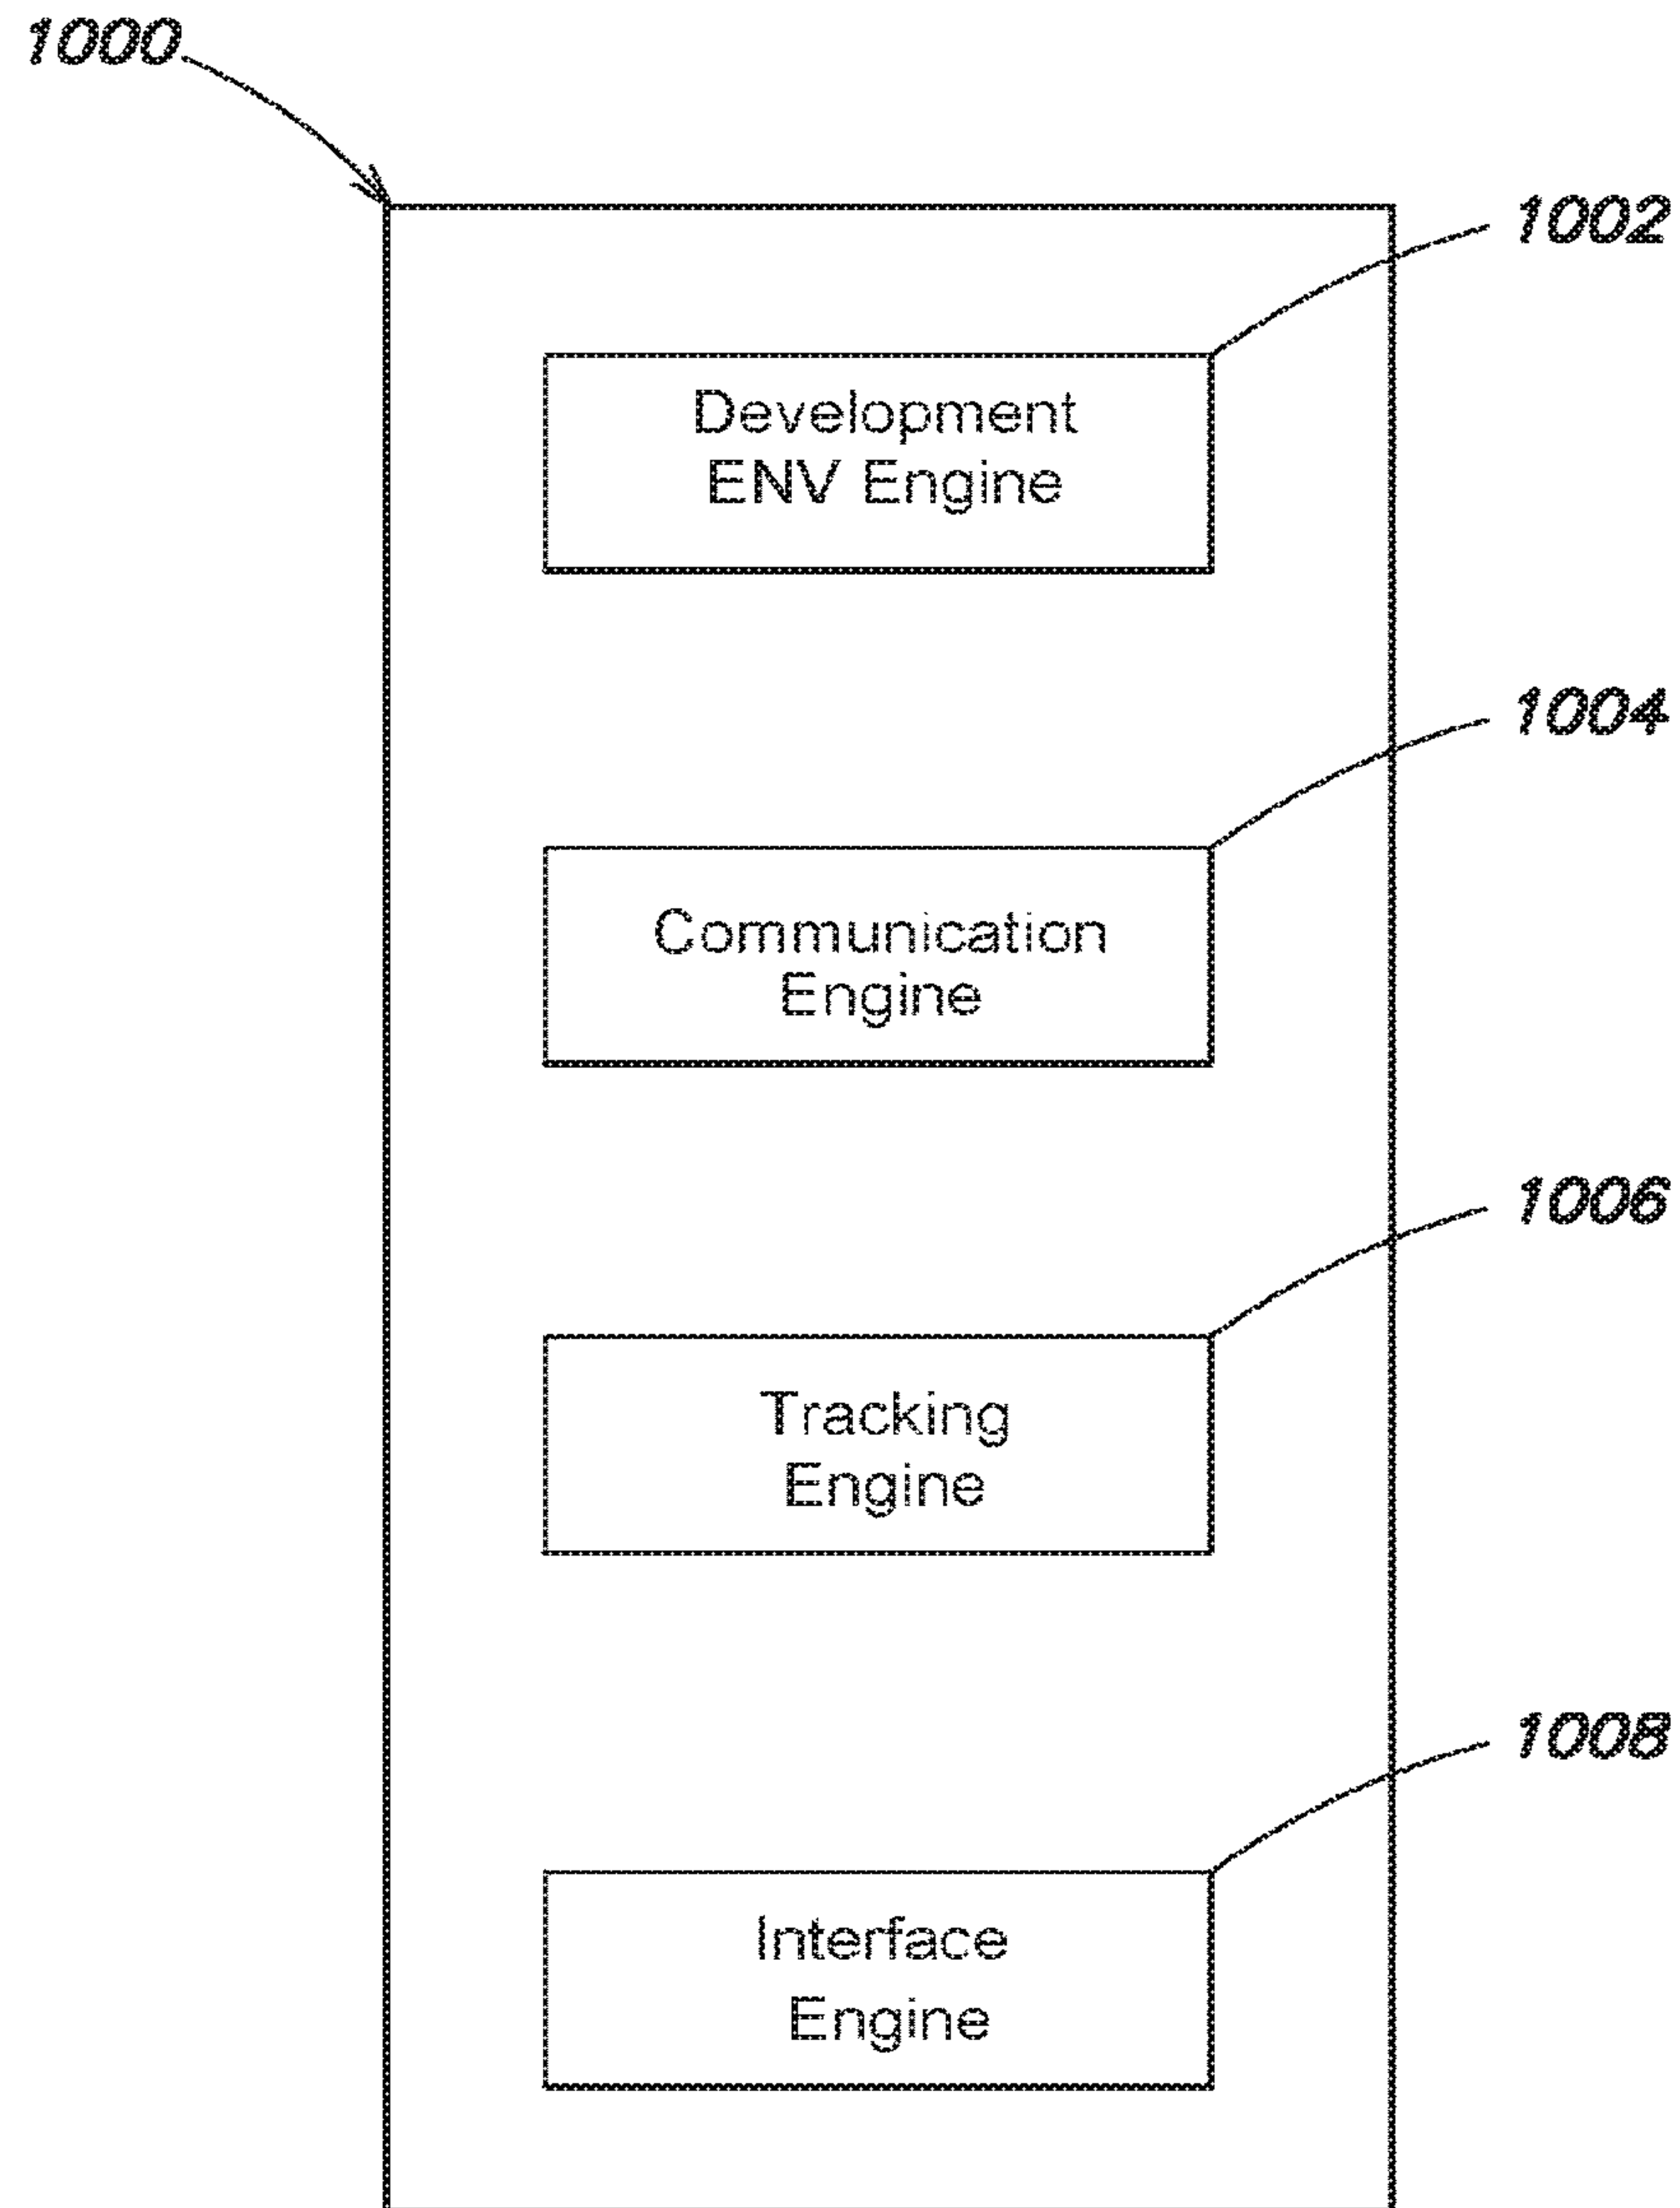 1000
1002
Development
ENV Engine
1004
Communication
Engine
1006
Tracking
Engine
1008
Interface
Engine